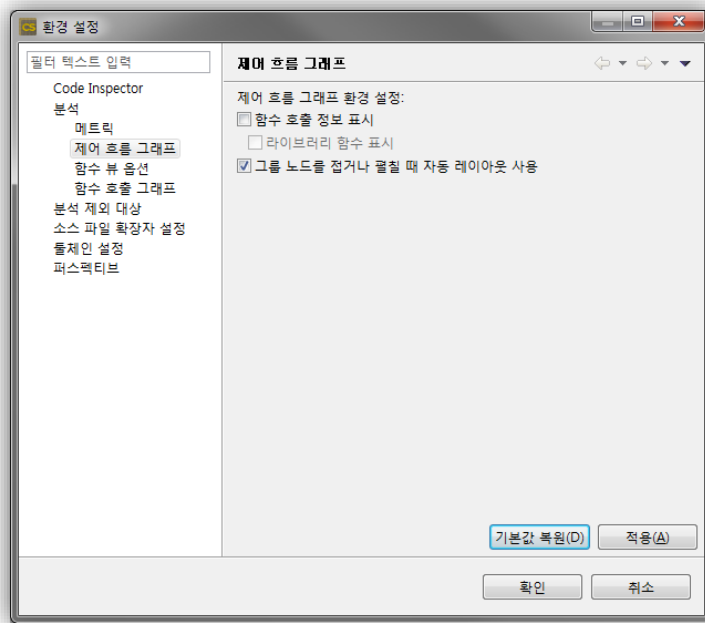 CS 환경 설정
필터 텍스트 입력
Code Inspector
분석
메트릭
제어 흐름 그래프
함수 뷰 옵션
함수 호출 그래프
분석 제외 대상
소스 파일 확장자 설정
툴체인 설정
퍼스펙티브
제어 흐름 그래프
제어 흐름 그래프 환경 설정:
함수 호출 정보 표시
라이브러리 함수 표시
그룹 노드를 접거나 펼칠 때 자동 레이아웃 사용
기본값 복원(D) 적용(A)
확인 취소